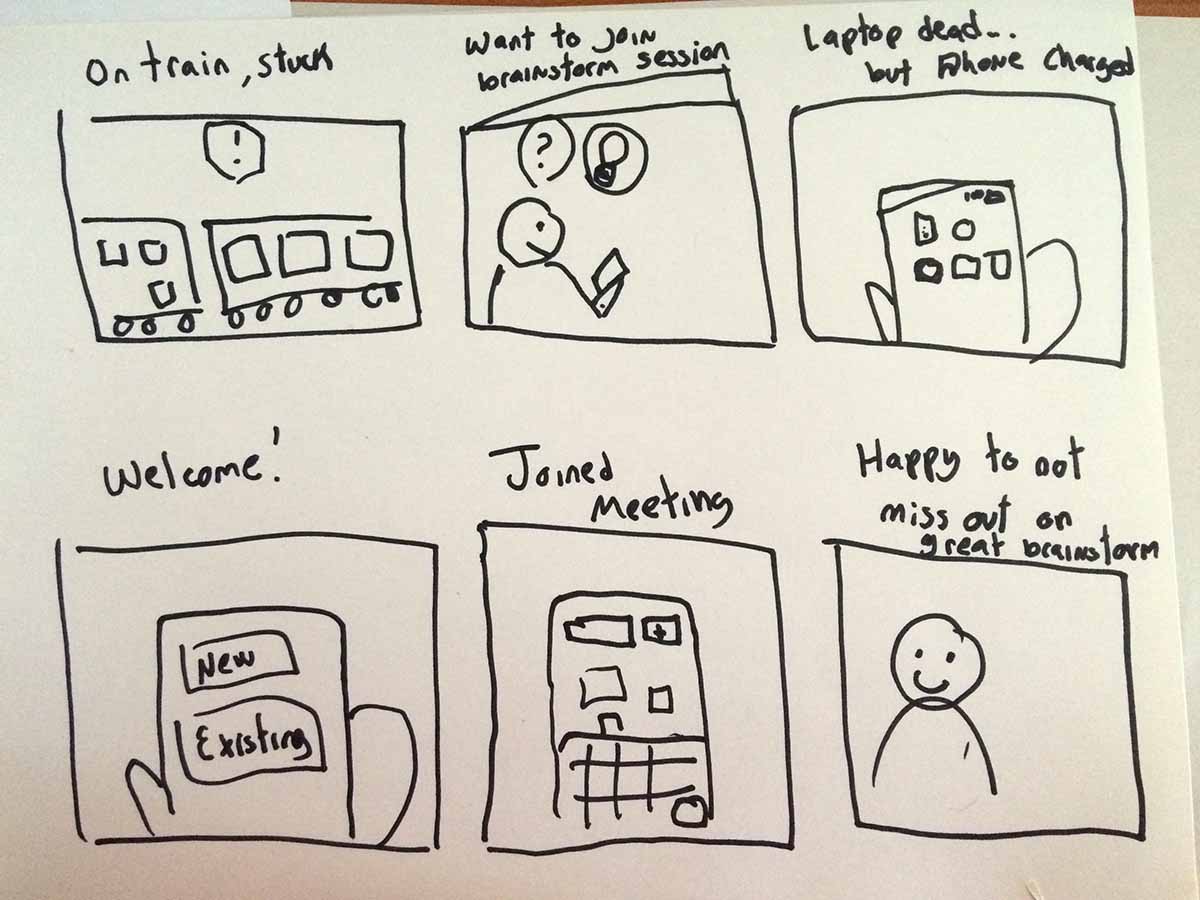 On train, stuck
Want to join
brainstorm session
Laptop dead...
but Phone Charged
!
?
Welcome!
New
Existing
Joined
Meeting
+
Happy to not
miss out on
great brainstorm